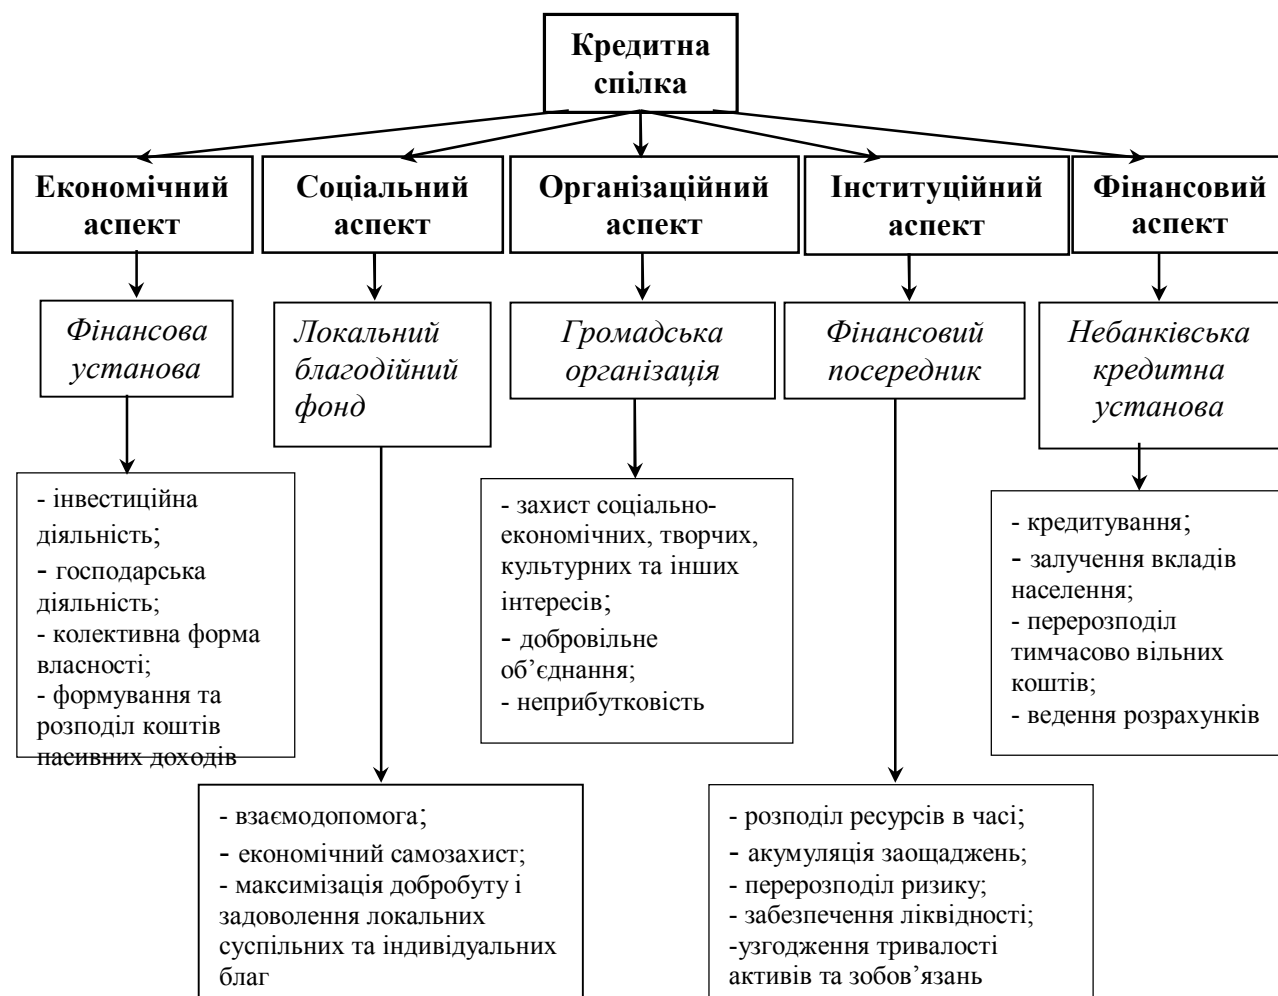 Кредитна
спілка
Економічний
аспект
Соціальний
аспект
Організаційний
аспект
Інституційний
аспект
Фінансовий
аспект
Фінансова
установа
Локальний
благодійний
фонд
Громадська
організація
Фінансовий
посередник
Небанківська
кредитна
установа
- інвестиційна
діяльність;
- господарська
діяльність;
- колективна форма
власності;
- формування та
розподіл коштів
пасивних доходів
- захист соціально-
економічних, творчих,
культурних та інших
інтересів;
- добровільне
об’єднання;
- неприбутковість
- кредитування;
- залучення вкладів
населення;
- перерозподіл
тимчасово вільних
коштів;
- ведення розрахунків
- взаємодопомога;
- економічний самозахист;
- максимізація добробуту і
задоволення локальних
суспільних та індивідуальних
благ
- розподіл ресурсів в часі;
- акумуляція заощаджень;
- перерозподіл ризику;
- забезпечення ліквідності;
-узгодження тривалості
активів та зобов’язань